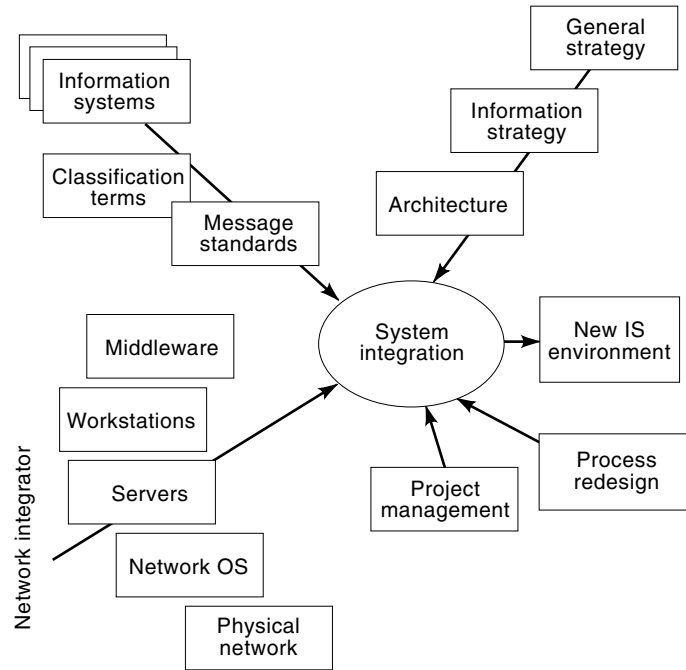 General
strategy
Information
systems
Information
strategy
Classification
terms
Architecture
Message
standards
System
integration
New IS
environment
Middleware
Workstations
Network integrator
Servers
Project
management
Process
redesign
Network OS
Physical
network